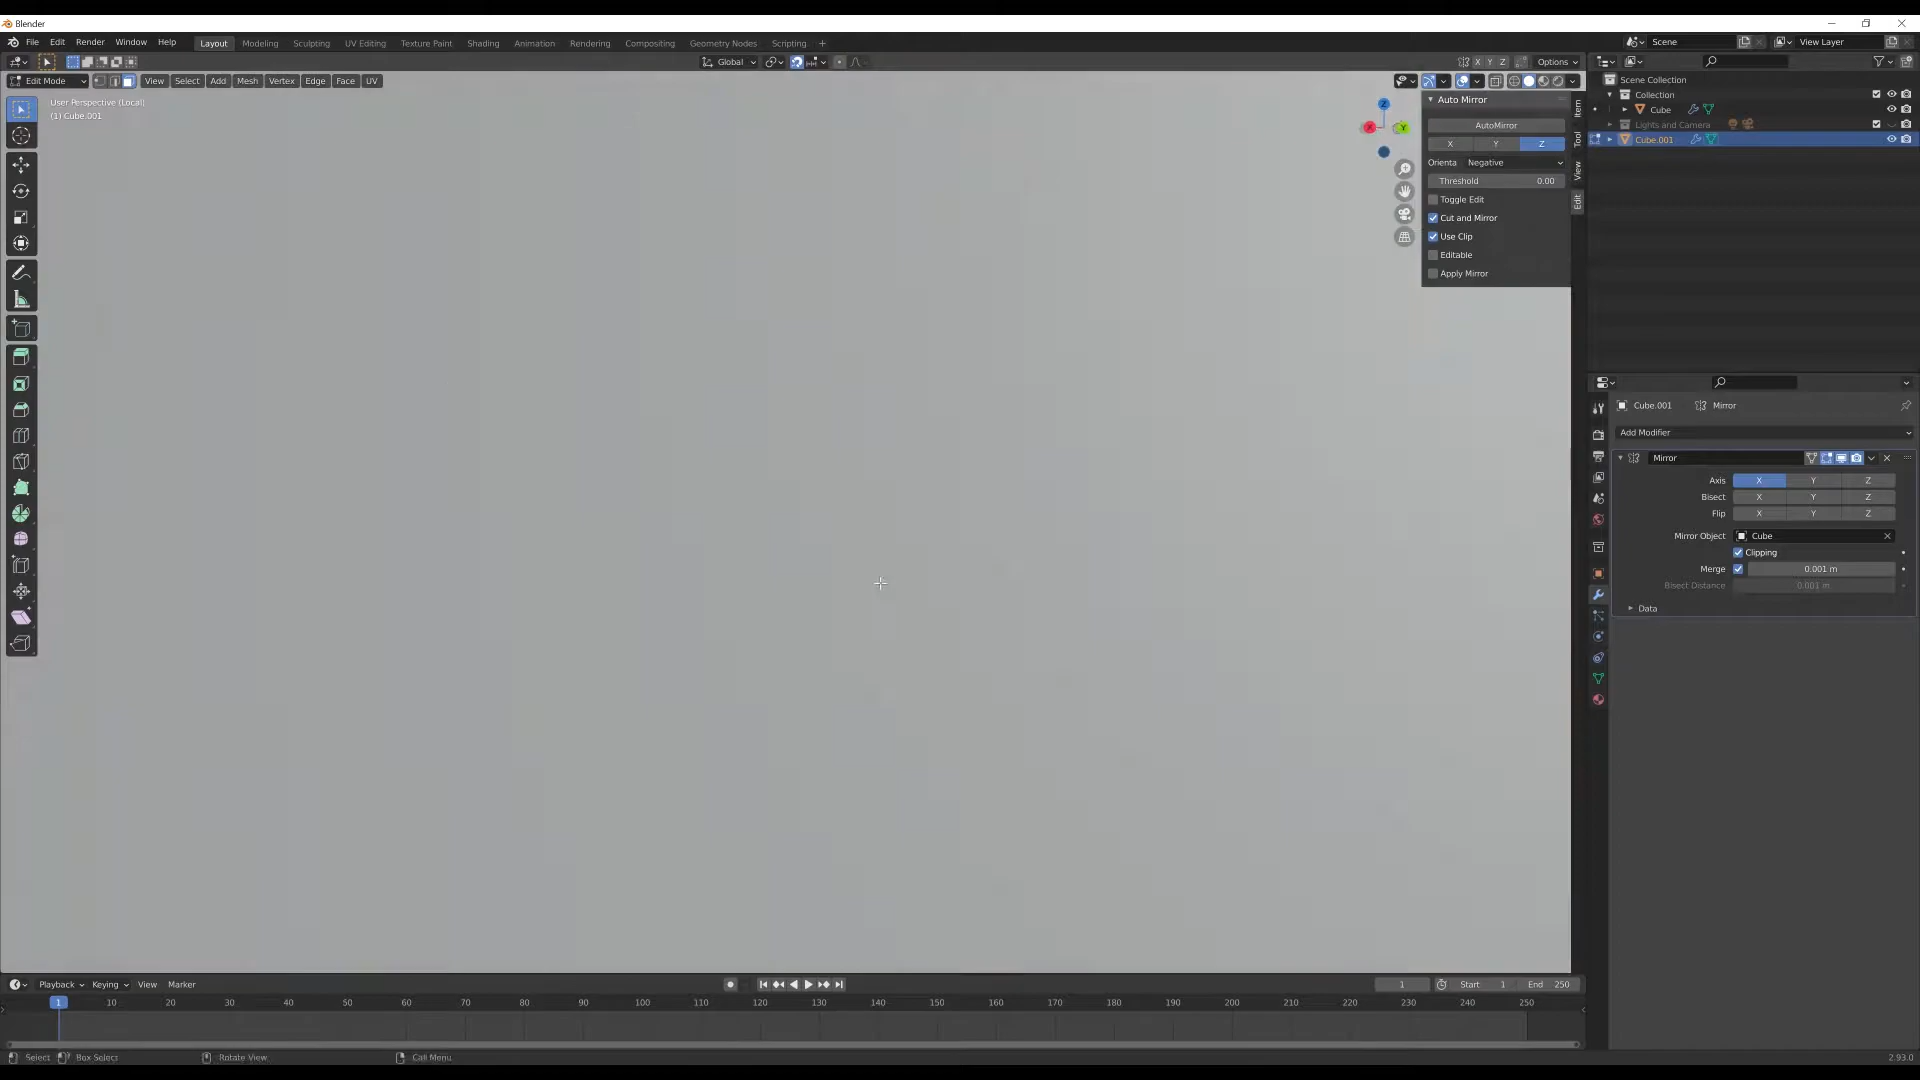 Blender
File Edit Render Window Help Layout Modeling Sculpting UV Editing Texture Paint Shading Animation Rendering Compositing Geometry Nodes Scripting +
Scene View Layer
Global X Y Z Options
Edit Mode View Select Add Mesh Vertex Edge Face UV
User Perspective (Local)
(1) Cube.001
Z
X Y
Auto Mirror
AutoMirror
X Y Z
Orienta Negative
Threshold 0.00
Toggle Edit
Cut and Mirror
Use Clip
Editable
Apply Mirror
Item
Tool
View
Edit
Scene Collection
Collection
Cube
Lights and Camera
Cube.001
Cube.001 Mirror
Add Modifier
Mirror
Axis X Y Z
Bisect X Y Z
Flip X Y Z
Mirror Object Cube
Clipping
Merge 0.001 m
Bisect Distance 0.001 m
Data
Playback Keying View Marker 1 Start 1 End 250
1 10 20 30 40 50 60 70 80 90 100 110 120 130 140 150 160 170 180 190 200 210 220 230 240 250
Select Box Select Rotate View Call Menu 2.93.0